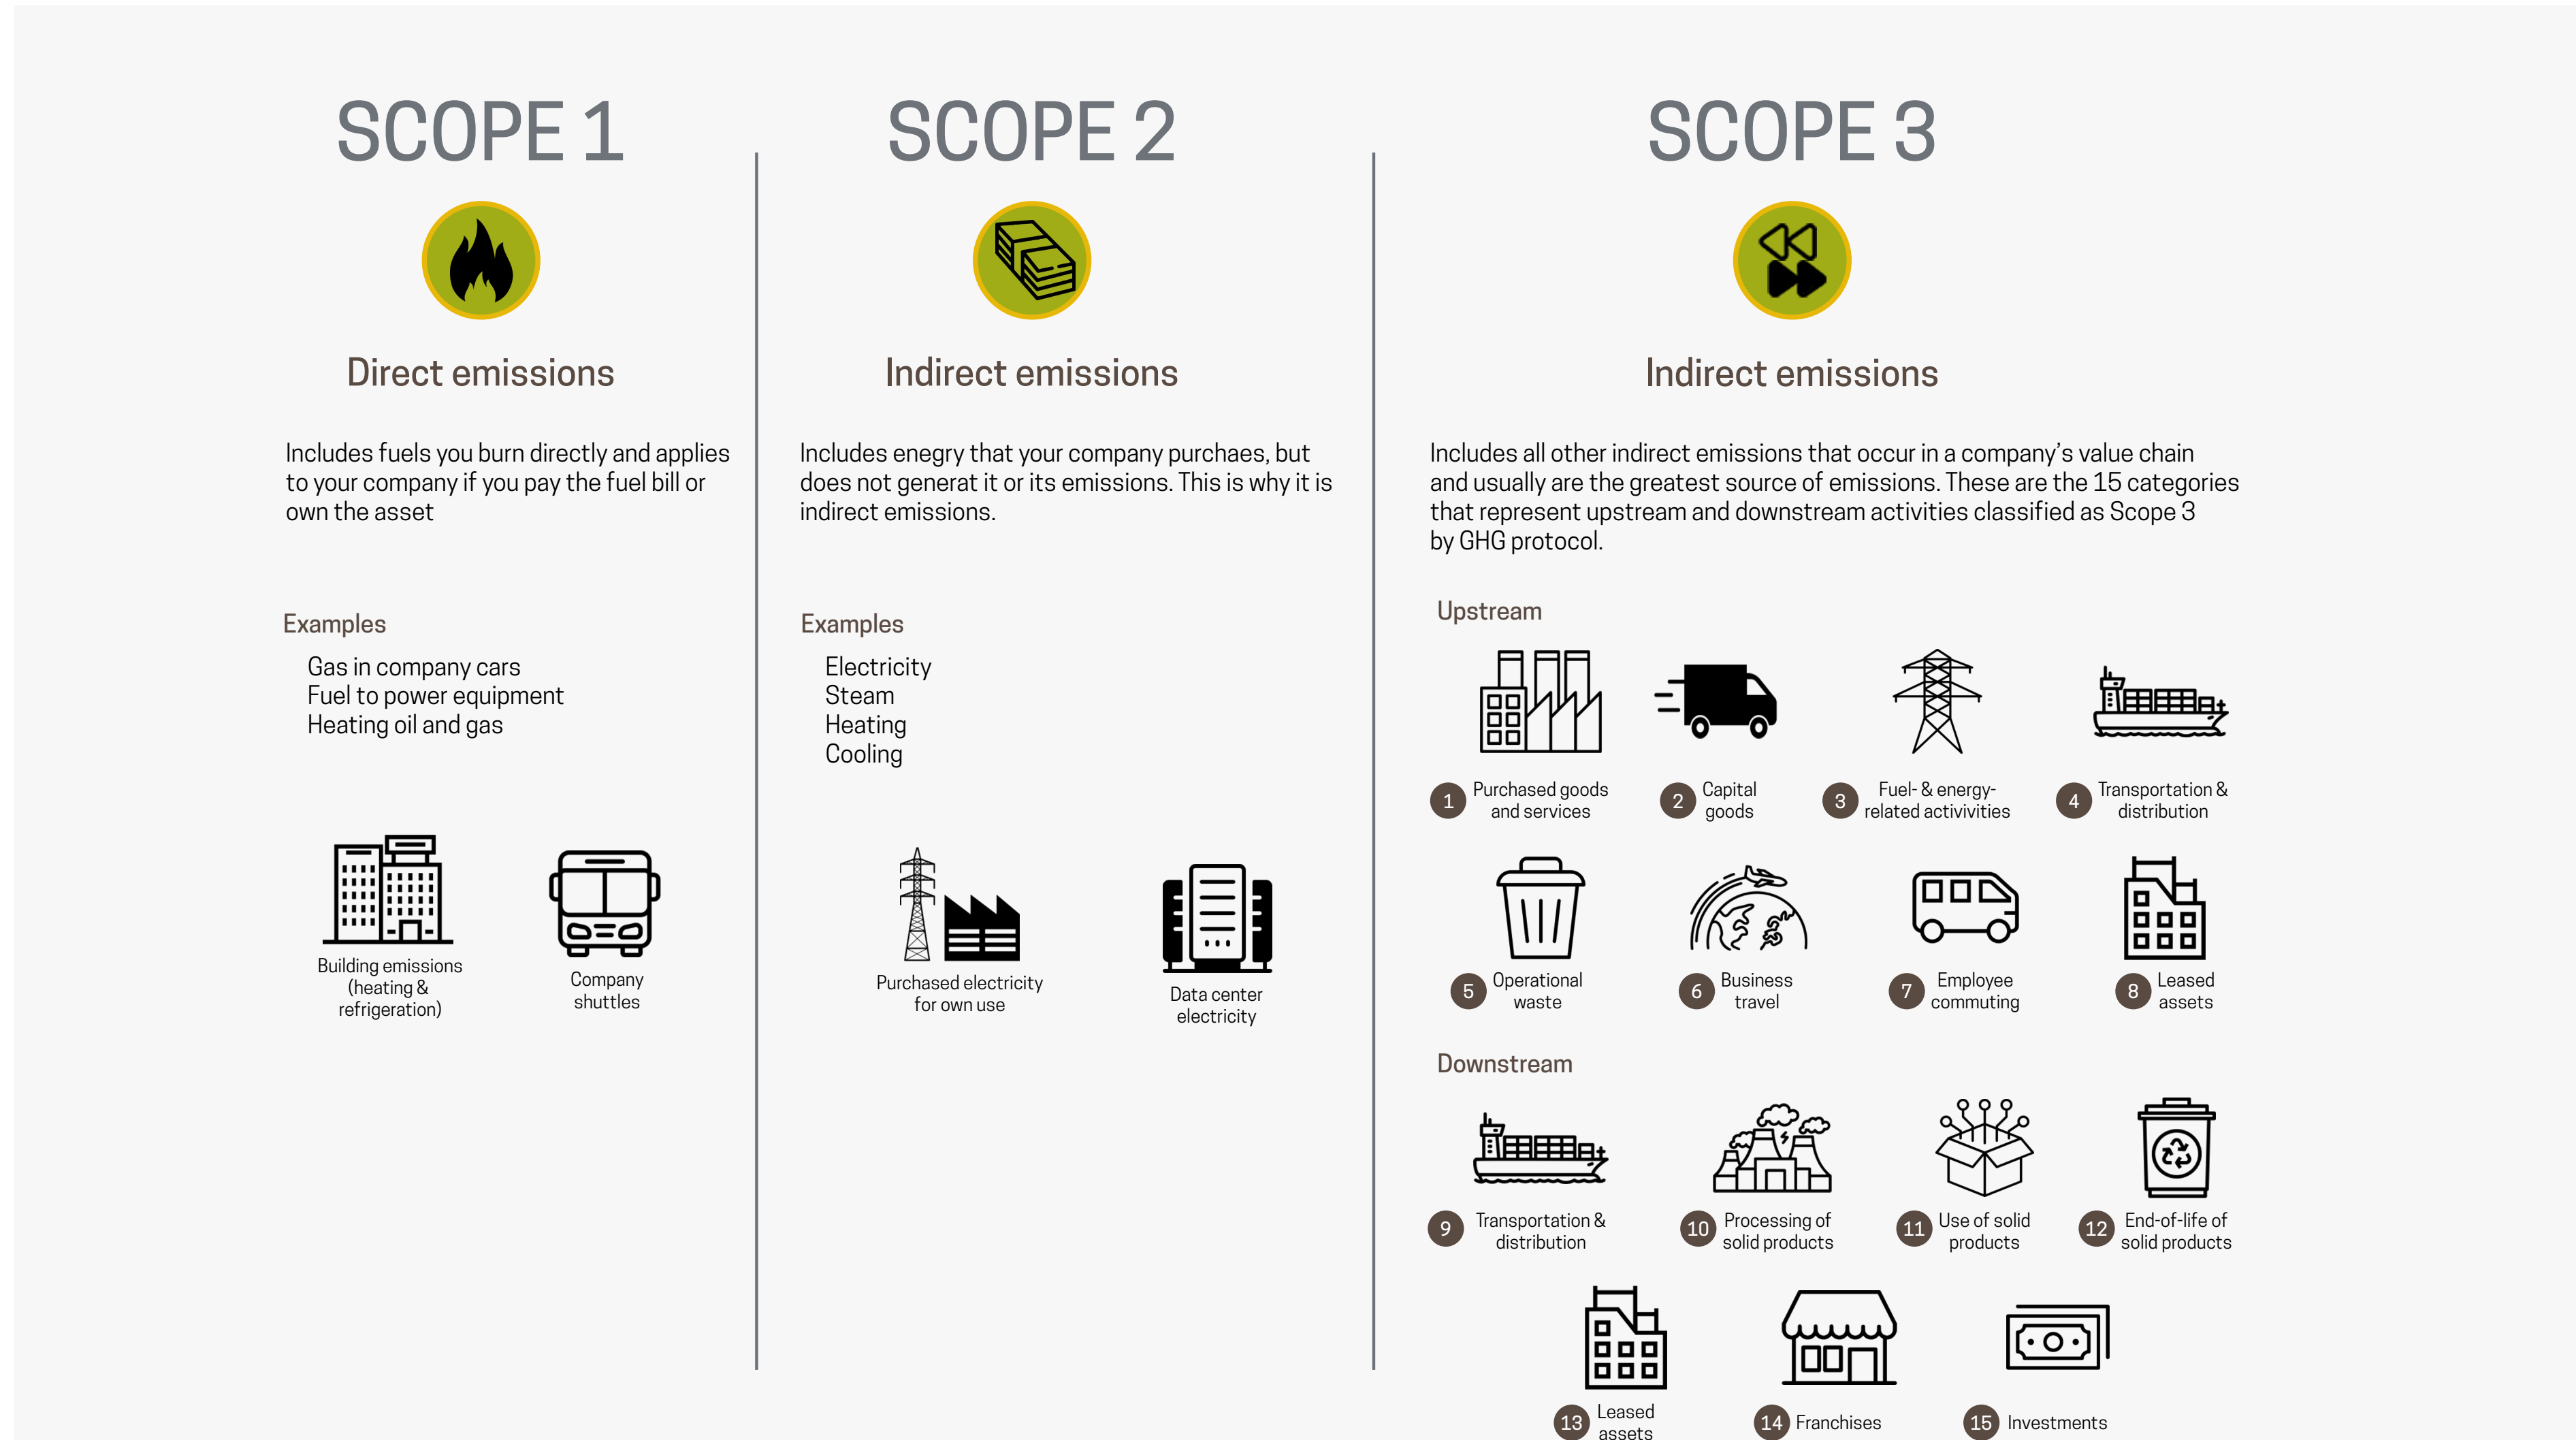 SCOPE 1
Direct emissions
Includes fuels you burn directly and applies
to your company if you pay the fuel bill or
own the asset
Examples
Gas in company cars
Fuel to power equipment
Heating oil and gas
Building emissions
(heating &
refrigeration)
Company
shuttles
SCOPE 2
Indirect emissions
Includes enegry that your company purchaes, but
does not generat it or its emissions. This is why it is
indirect emissions.
Examples
Electricity
Steam
Heating
Cooling
Purchased electricity
for own use
Data center
electricity
SCOPE 3
Indirect emissions
Includes all other indirect emissions that occur in a company's value chain
and usually are the greatest source of emissions. These are the 15 categories
that represent upstream and downstream activities classified as Scope 3
by GHG protocol.
Upstream
1 Purchased goods
and services
2 Capital
goods
3 Fuel- & energy-
related activivities
4 Transportation &
distribution
5 Operational
waste
6 Business
travel
7 Employee
commuting
8 Leased
assets
Downstream
9 Transportation &
distribution
10 Processing of
solid products
11 Use of solid
products
12 End-of-life of
solid products
13 Leased
assets
14 Franchises
15 Investments